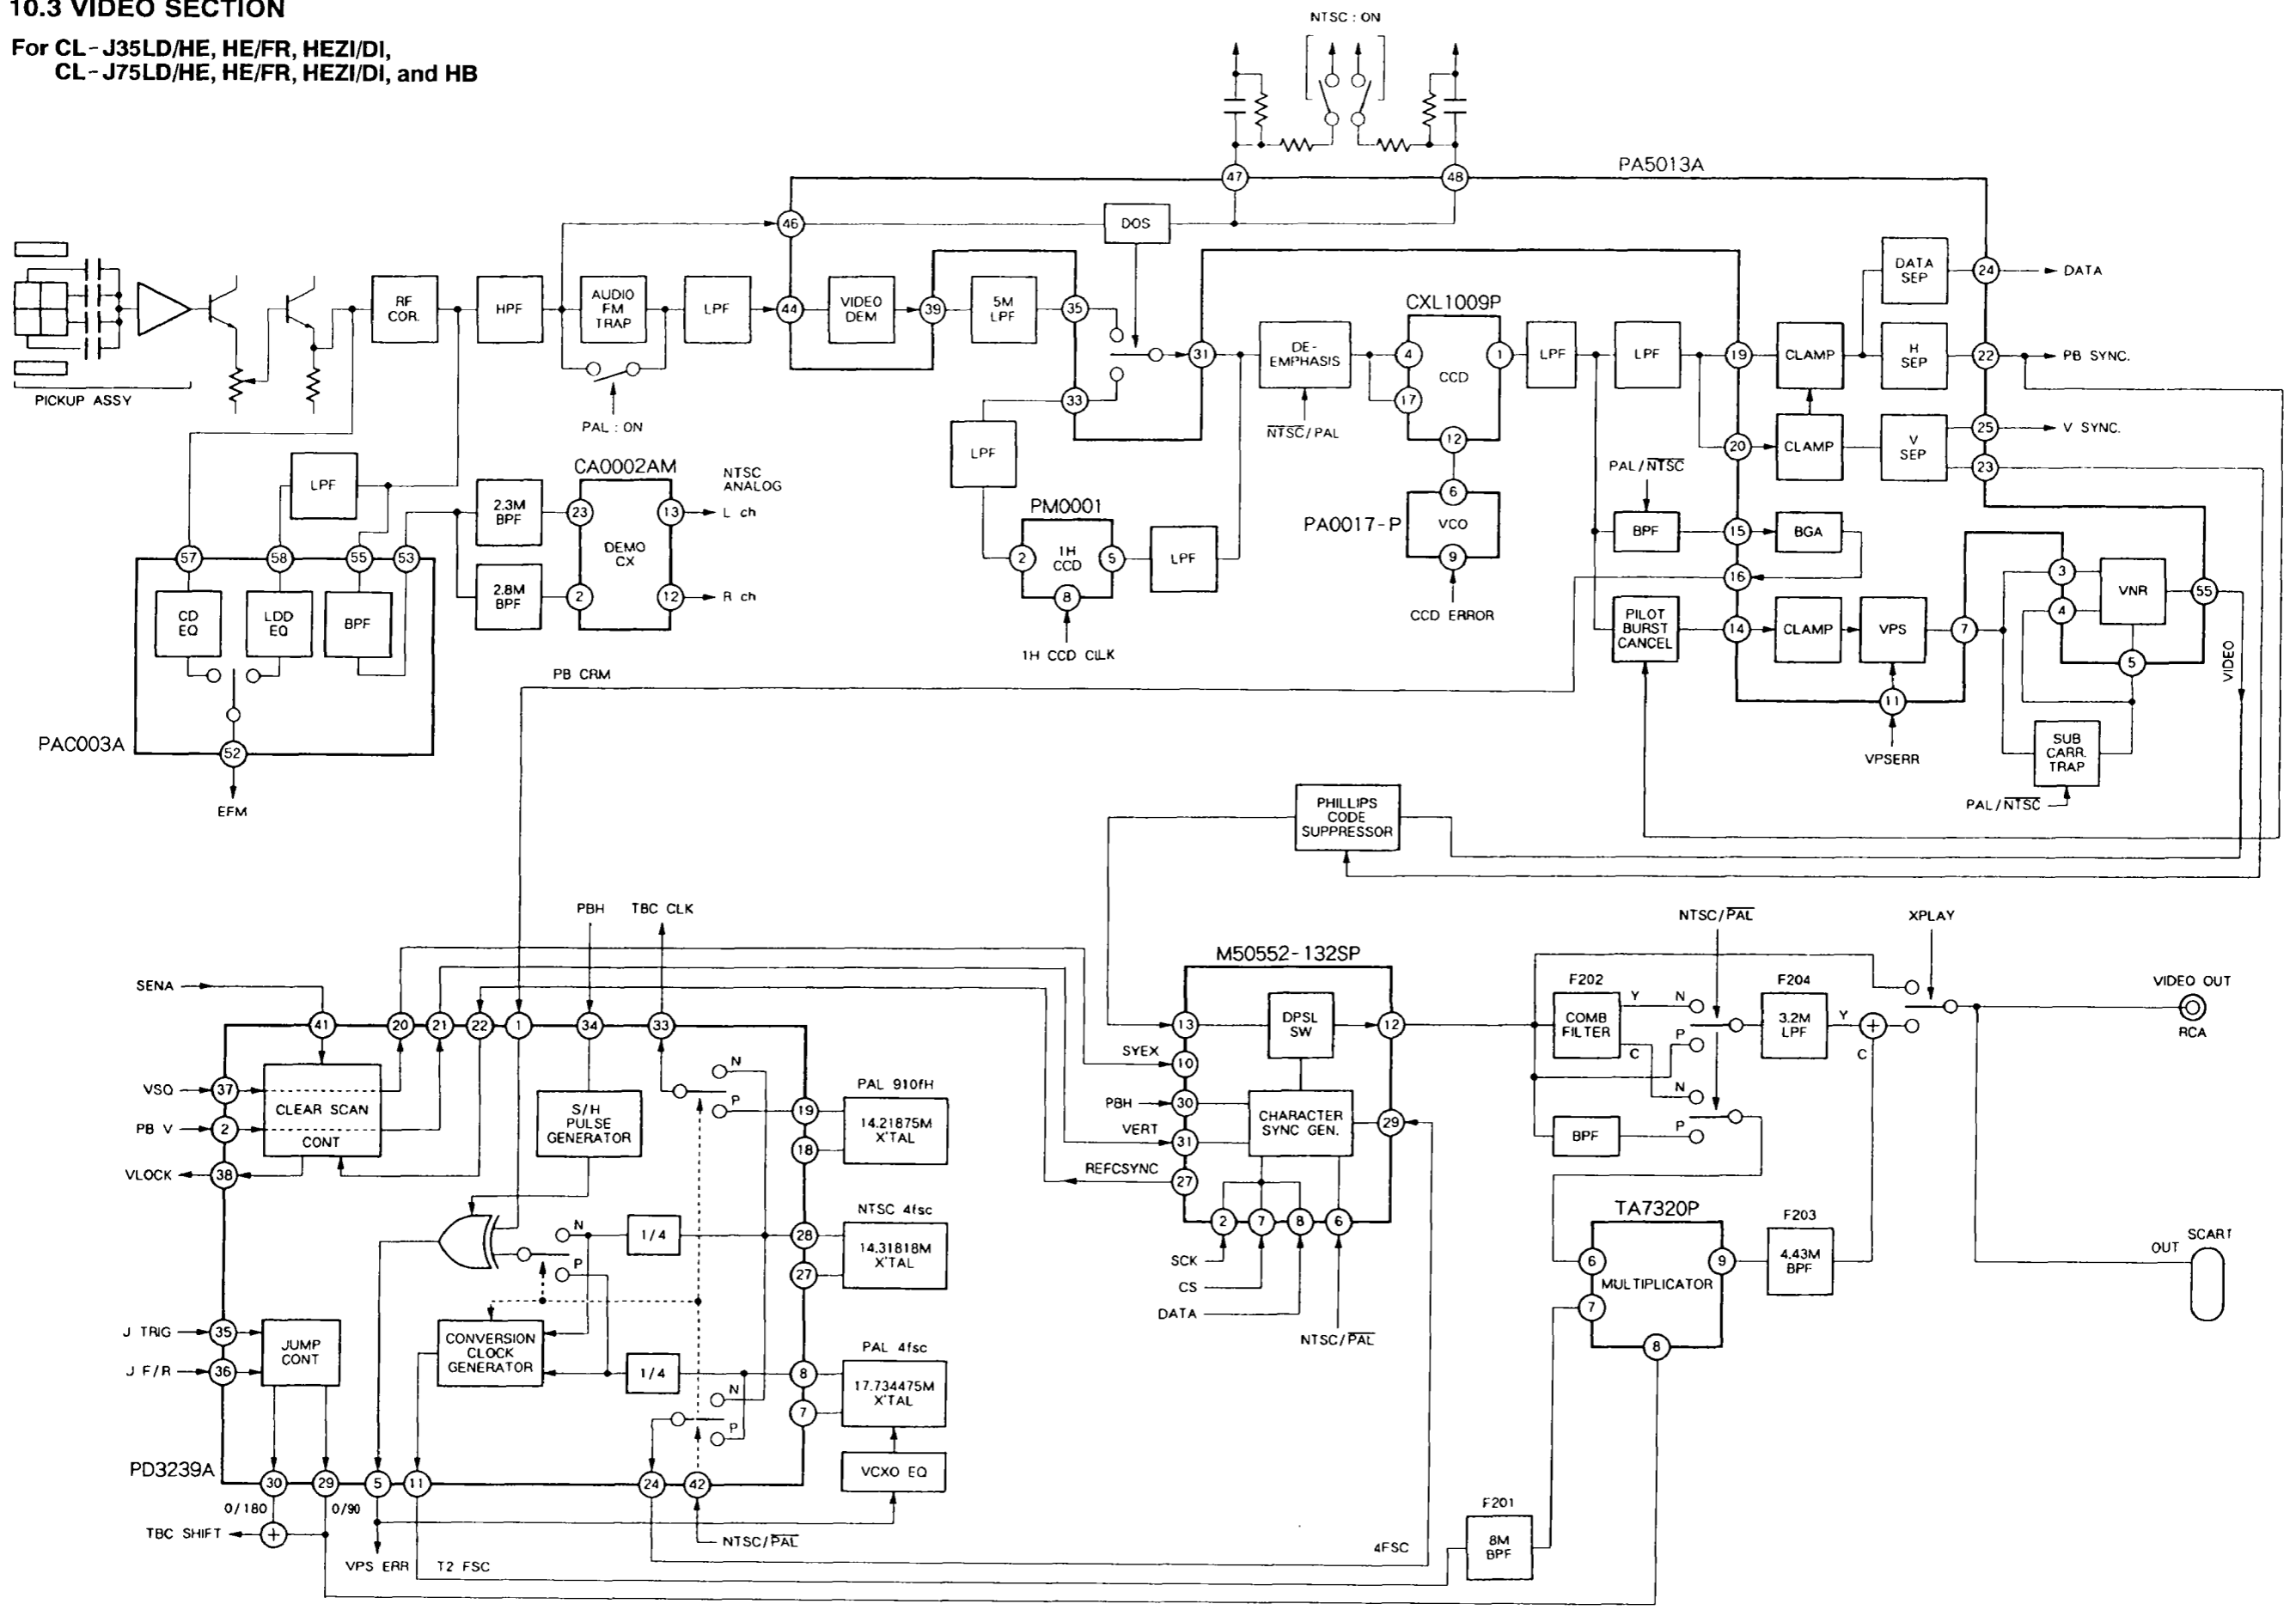 10.3 VIDEO SECTION
For CL-J35LD/HE, HE/FR, HEZI/DI,
CL-J75LD/HE, HE/FR, HEZI/DI, and HB
NTSC : ON
PA5013A
47
48
46
DOS
RF
COR.
HPF
AUDIO
FM
TRAP
LPF
44
VIDEO
DEM
39
5M
LPF
35
PICKUP ASSY
PAL : ON
33
31
DE-
EMPHASIS
NTSC/PAL
CXL1009P
4
17
CCD
1
12
LPF
LPF
19
CLAMP
DATA
SEP
24
DATA
H
SEP
22
PB SYNC.
20
CLAMP
V
SEP
25
V SYNC.
23
LPF
PM0001
2
1H
CCD
5
8
LPF
1H CCD CILK
PA0017-P
6
VCO
9
CCD ERROR
PAL/NTSC
BPF
15
BGA
16
PILOT
BURST
CANCEL
14
CLAMP
VPS
7
11
VPSERR
3
4
VNR
55
5
VIDEO
SUB
CARR.
TRAP
PAL/NTSC
LPF
2.3M
BPF
2.8M
BPF
CA0002AM
23
2
DEMO
CX
13
12
NTSC
ANALOG
L ch
R ch
57
58
55
53
CD
EQ
LDD
EQ
BPF
PAC003A
52
EFM
PB CRM
PHILLIPS
CODE
SUPPRESSOR
PBH
TBC CLK
SENA
41
20
21
22
1
34
33
VSQ
37
PB V
2
VLOCK
38
CLEAR SCAN
CONT
S/H
PULSE
GENERATOR
N
P
19
18
PAL 910fH
14.21875M
X'TAL
NTSC 4fsc
28
27
14.31818M
X'TAL
N
P
1/4
CONVERSION
CLOCK
GENERATOR
1/4
PAL 4fsc
8
7
17.734475M
X'TAL
N
P
VCXO EQ
J TRIG
35
J F/R
36
JUMP
CONT
PD3239A
30
29
5
11
24
42
0/180
0/90
TBC SHIFT
+
VPS ERR
T2 FSC
NTSC/PAL
4FSC
M50552-132SP
13
DPSL
SW
12
SYEX
10
PBH
30
VERT
31
REFCSYNC
27
CHARACTER
SYNC GEN.
29
2
7
8
6
SCK
CS
DATA
NTSC/PAL
NTSC/PAL
XPLAY
F202
COMB
FILTER
Y
C
N
P
N
P
BPF
F204
3.2M
LPF
Y
+
C
VIDEO OUT
RCA
TA7320P
6
7
MULTIPLICATOR
9
8
F203
4.43M
BPF
OUT
SCART
F201
8M
BPF